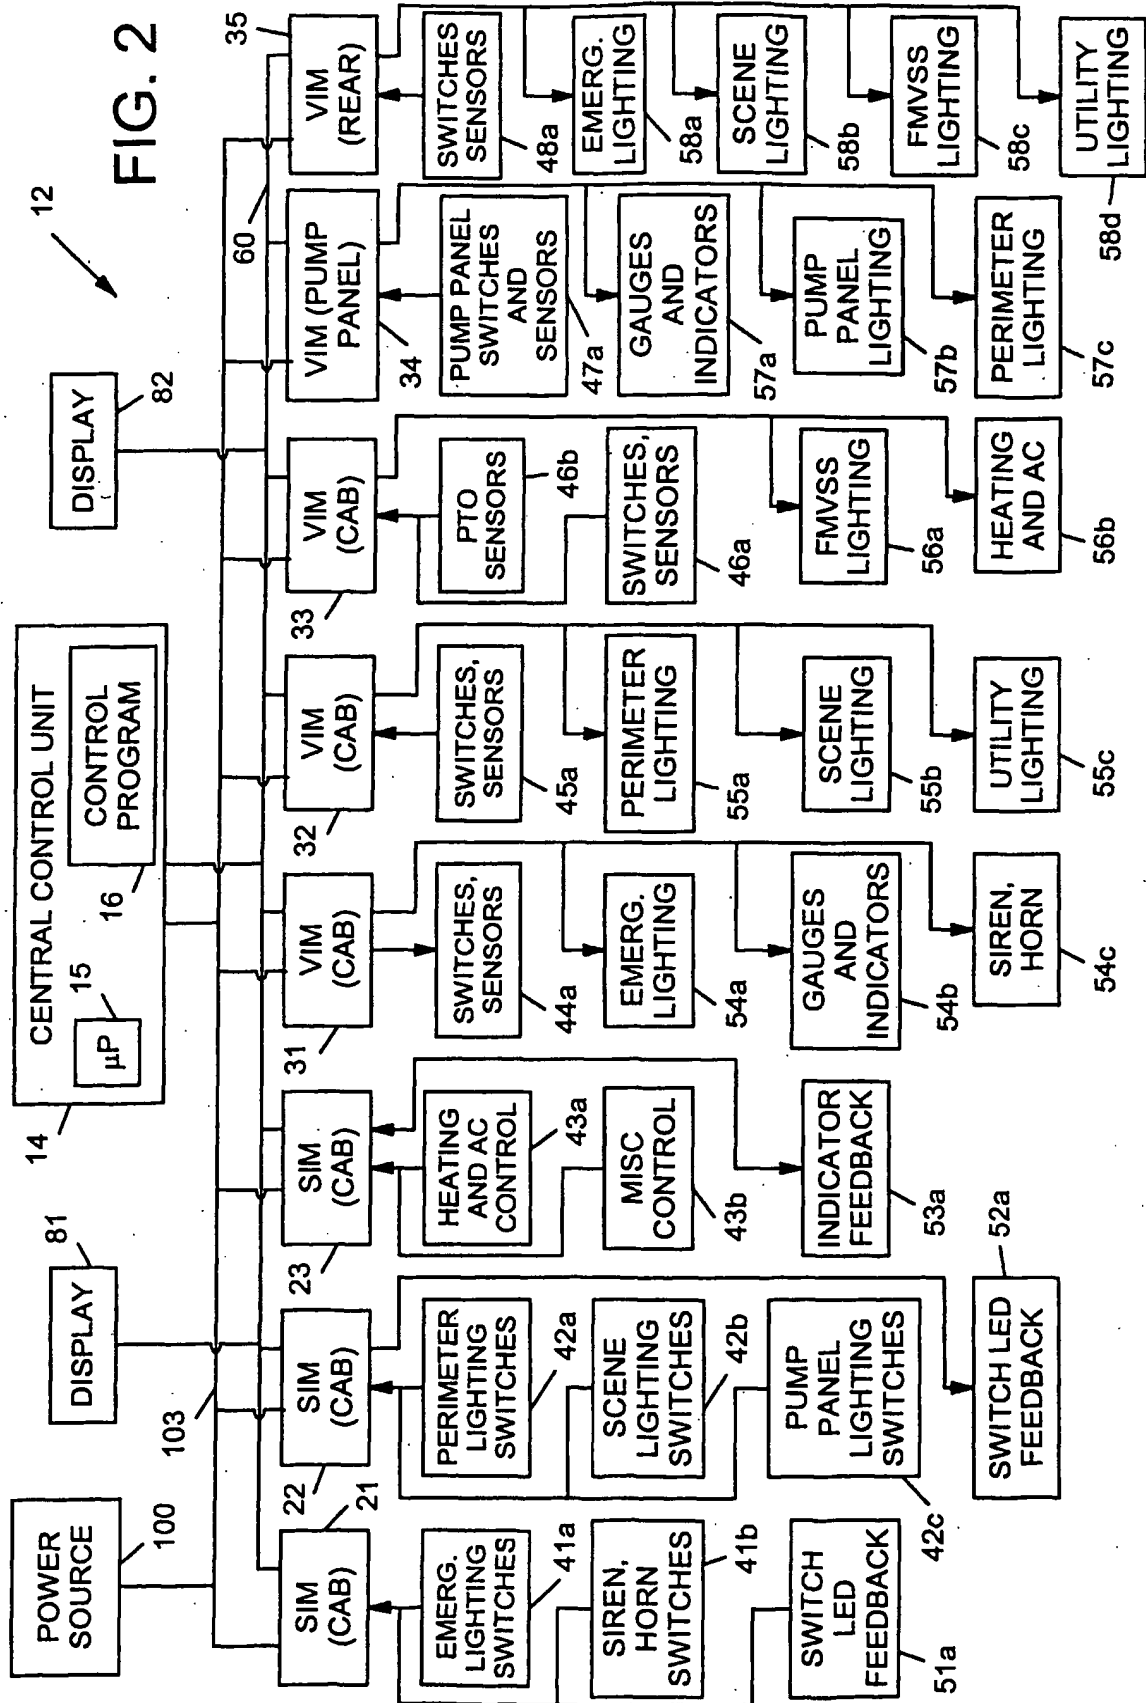 FIG. 2
12
POWER
SOURCE
100
103
DISPLAY
81
CENTRAL CONTROL UNIT
14
μP
15
CONTROL
PROGRAM
16
DISPLAY
82
60
SIM
(CAB)
21
EMERG.
LIGHTING
SWITCHES
41a
SIREN,
HORN
SWITCHES
41b
SWITCH
LED
FEEDBACK
51a
SIM
(CAB)
22
PERIMETER
LIGHTING
SWITCHES
42a
SCENE
LIGHTING
SWITCHES
42b
PUMP
PANEL
LIGHTING
SWITCHES
42c
SWITCH LED
FEEDBACK
52a
SIM
(CAB)
23
HEATING
AND AC
CONTROL
43a
MISC
CONTROL
43b
INDICATOR
FEEDBACK
53a
VIM
(CAB)
31
SWITCHES,
SENSORS
44a
EMERG.
LIGHTING
54a
GAUGES
AND
INDICATORS
54b
SIREN,
HORN
54c
VIM
(CAB)
32
SWITCHES,
SENSORS
45a
PERIMETER
LIGHTING
55a
SCENE
LIGHTING
55b
UTILITY
LIGHTING
55c
VIM
(CAB)
33
PTO
SENSORS
46b
SWITCHES,
SENSORS
46a
FMVSS
LIGHTING
56a
HEATING
AND AC
56b
VIM (PUMP
PANEL)
34
PUMP PANEL
SWITCHES
AND
SENSORS
47a
GAUGES
AND
INDICATORS
57a
PUMP
PANEL
LIGHTING
57b
PERIMETER
LIGHTING
57c
VIM
(REAR)
35
SWITCHES
SENSORS
48a
EMERG.
LIGHTING
58a
SCENE
LIGHTING
58b
FMVSS
LIGHTING
58c
UTILITY
LIGHTING
58d